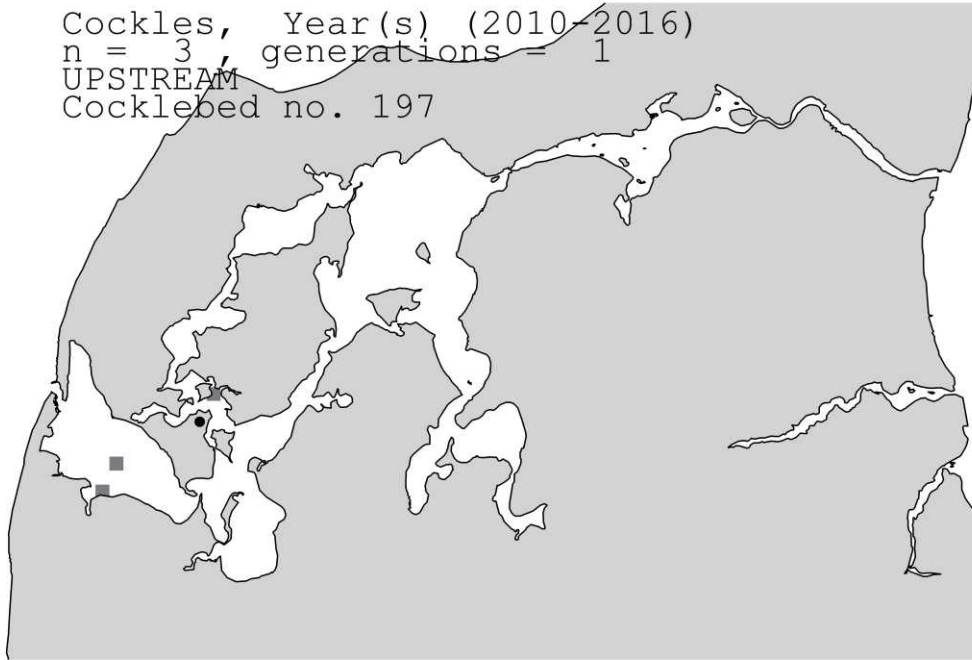 Cockles, Year(s) (2010-2016)
n = 3 , generations = 1
UPSTREAM
Cocklebed no. 197